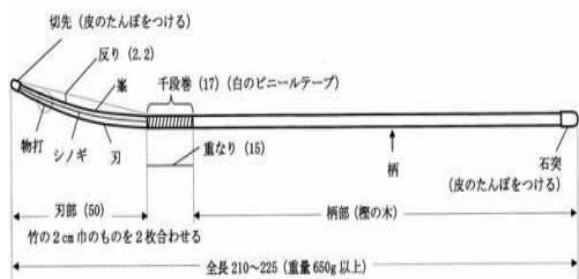 切先 (皮のたんぽをつける)
反り (2.2)
峯
千段巻 (17) (白のビニールテープ)
物打
シノギ
刃
重なり (15)
柄
石突
(皮のたんぽをつける)
刃部 (50)
柄部 (樫の木)
竹の2cm巾のものを2枚合わせる
全長210〜225 (重量650g以上)